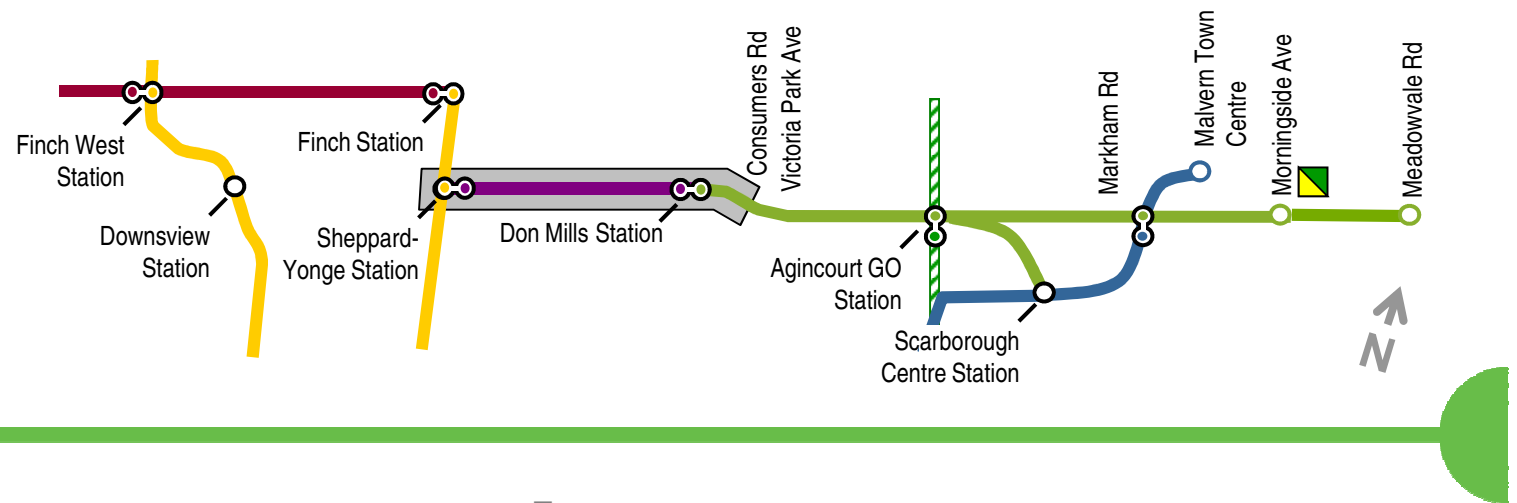 Finch West
Station
Downsview
Station
Finch Station
Sheppard-
Yonge Station
Don Mills Station
Consumers Rd
Victoria Park Ave
Agincourt GO
Station
Scarborough
Centre Station
Markham Rd
Malvern Town
Centre
Morningside Ave
Meadowvale Rd
N